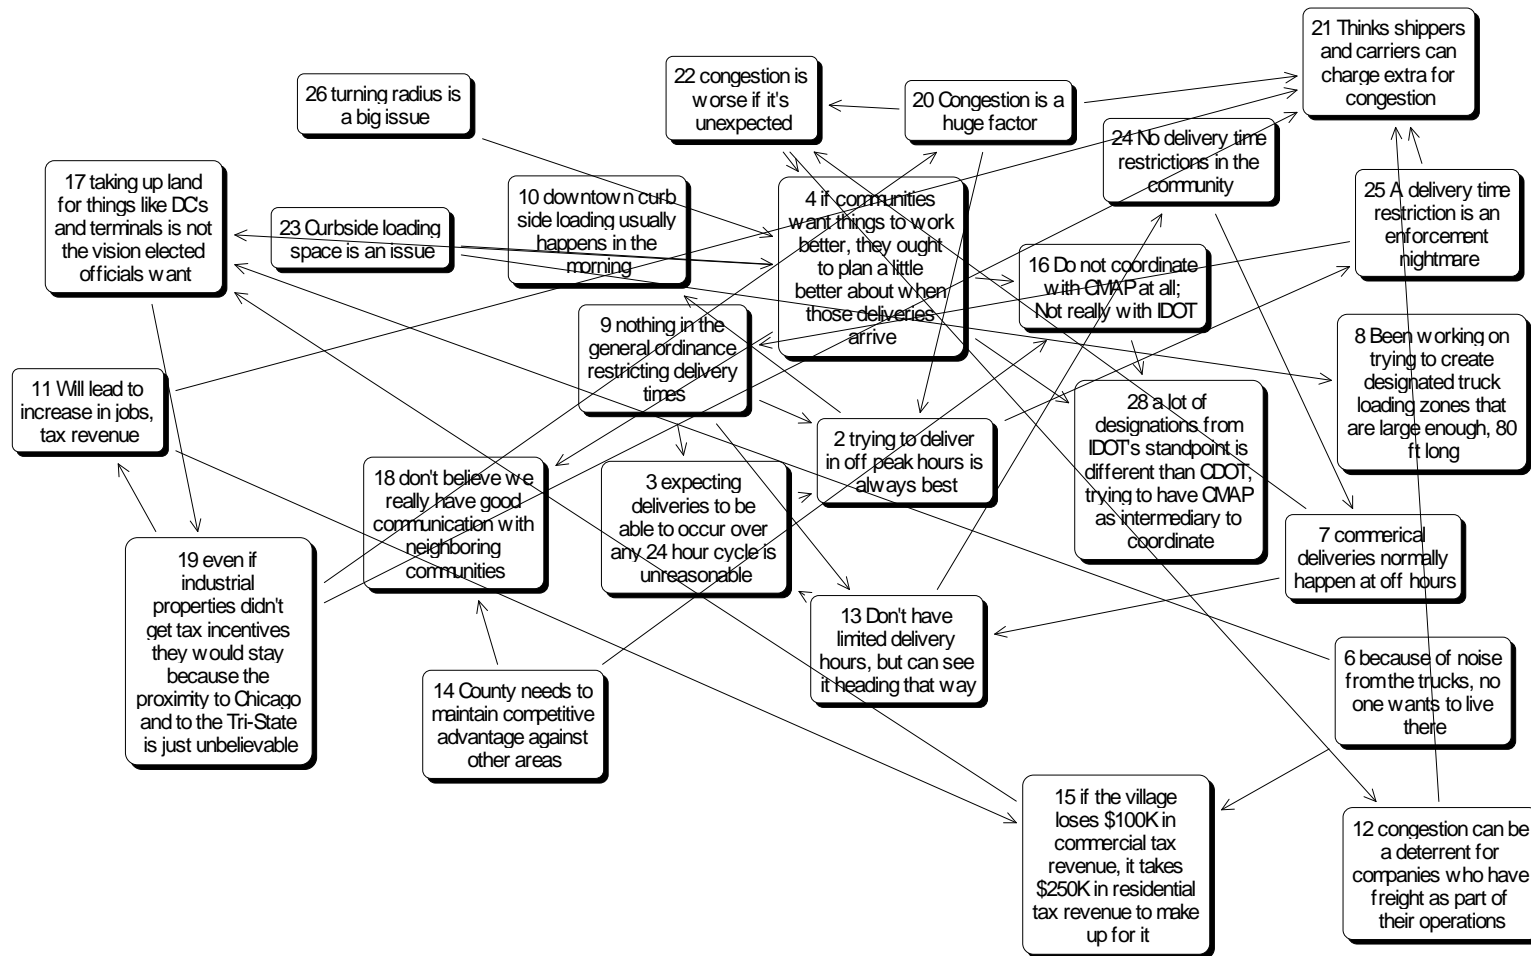 21 Thinks shippers
and carriers can
charge extra for
congestion
22 congestion is
worse if it's
unexpected
26 turning radius is
a big issue
20 Congestion is a
huge factor
24 No delivery time
restrictions in the
community
17 taking up land
for things like DC's
and terminals is not
the vision elected
officials want
10 downtown curb
side loading usually
happens in the
morning
4 if communities
want things to work
better, they ought
to plan a little
better about when
those deliveries
arrive
25 A delivery time
restriction is an
enforcement
nightmare
23 Curbside loading
space is an issue
16 Do not coordinate
with CMAP at all;
Not really with IDOT
9 nothing in the
general ordinance
restricting delivery
times
8 Been working on
trying to create
designated truck
loading zones that
are large enough, 80
ft long
11 Will lead to
increase in jobs,
tax revenue
28 a lot of
designations from
IDOT's standpoint is
different than CDOT,
trying to have CMAP
as intermediary to
coordinate
2 trying to deliver
in off peak hours is
always best
18 don't believe we
really have good
communication with
neighboring
communities
3 expecting
deliveries to be
able to occur over
any 24 hour cycle is
unreasonable
7 commerical
deliveries normally
happen at off hours
19 even if
industrial
properties didn't
get tax incentives
they would stay
because the
proximity to Chicago
and to the Tri-State
is just unbelievable
13 Don't have
limited delivery
hours, but can see
it heading that way
6 because of noise
from the trucks, no
one wants to live
there
14 County needs to
maintain competitive
advantage against
other areas
15 if the village
loses $100K in
commercial tax
revenue, it takes
$250K in residential
tax revenue to make
up for it
12 congestion can be
a deterrent for
companies who have
freight as part of
their operations